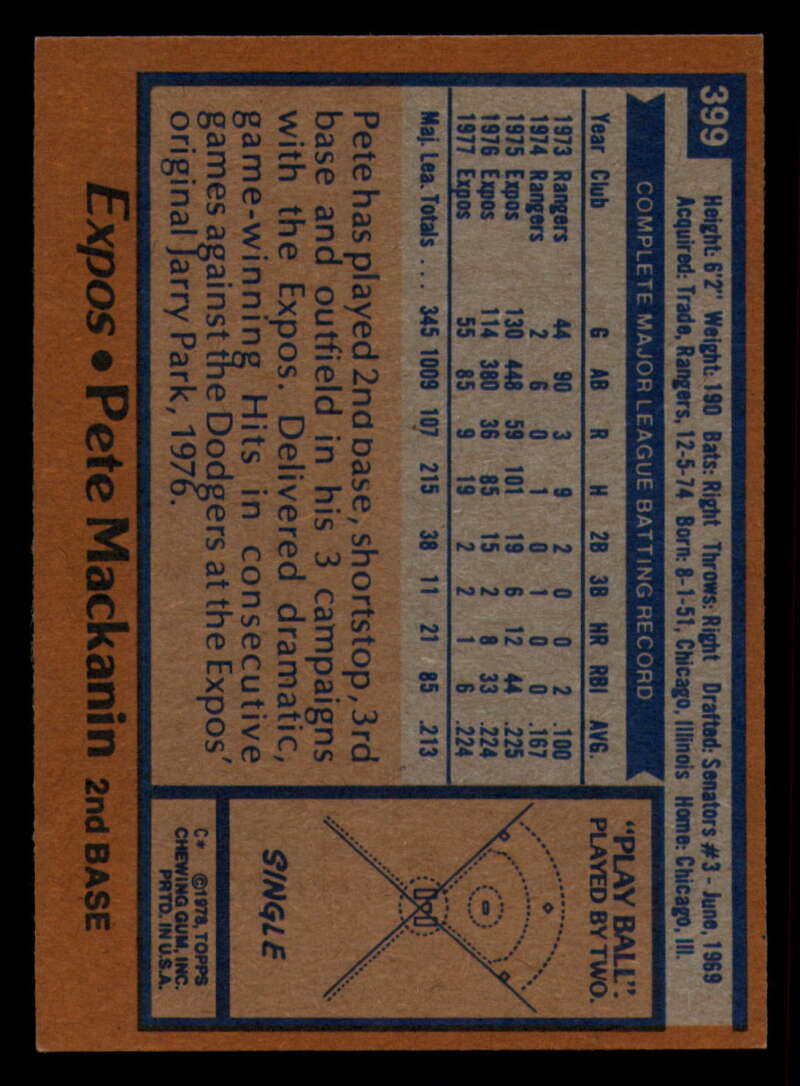 399
Height: 6'2" Weight: 190 Bats: Right Throws: Right Drafted: Senators #3 - June, 1969
Acquired: Trade, Rangers, 12-5-74 Born: 8-1-51, Chicago, Illinois Home: Chicago, Ill.
COMPLETE MAJOR LEAGUE BATTING RECORD
Year Club G AB R H 2B 3B HR RBI AVG.
1973 Rangers 44 90 3 9 2 0 0 2 .100
1974 Rangers 2 6 0 1 0 1 0 0 .167
1975 Expos 130 448 59 101 19 6 12 44 .225
1976 Expos 114 380 36 85 15 2 8 33 .224
1977 Expos 55 85 9 19 2 2 1 6 .224
Maj. Lea. Totals .... 345 1009 107 215 38 11 21 85 .213
Pete has played 2nd base, shortstop, 3rd
base and outfield in his 3 campaigns
with the Expos. Delivered dramatic,
game-winning Hits in consecutive
games against the Dodgers at the Expos'
original Jarry Park, 1976.
"PLAY BALL":
PLAYED BY TWO.
SINGLE
C* ©1978, TOPPS
CHEWING GUM, INC.
PRTD. IN U.S.A.
Expos • Pete Mackanin 2nd BASE